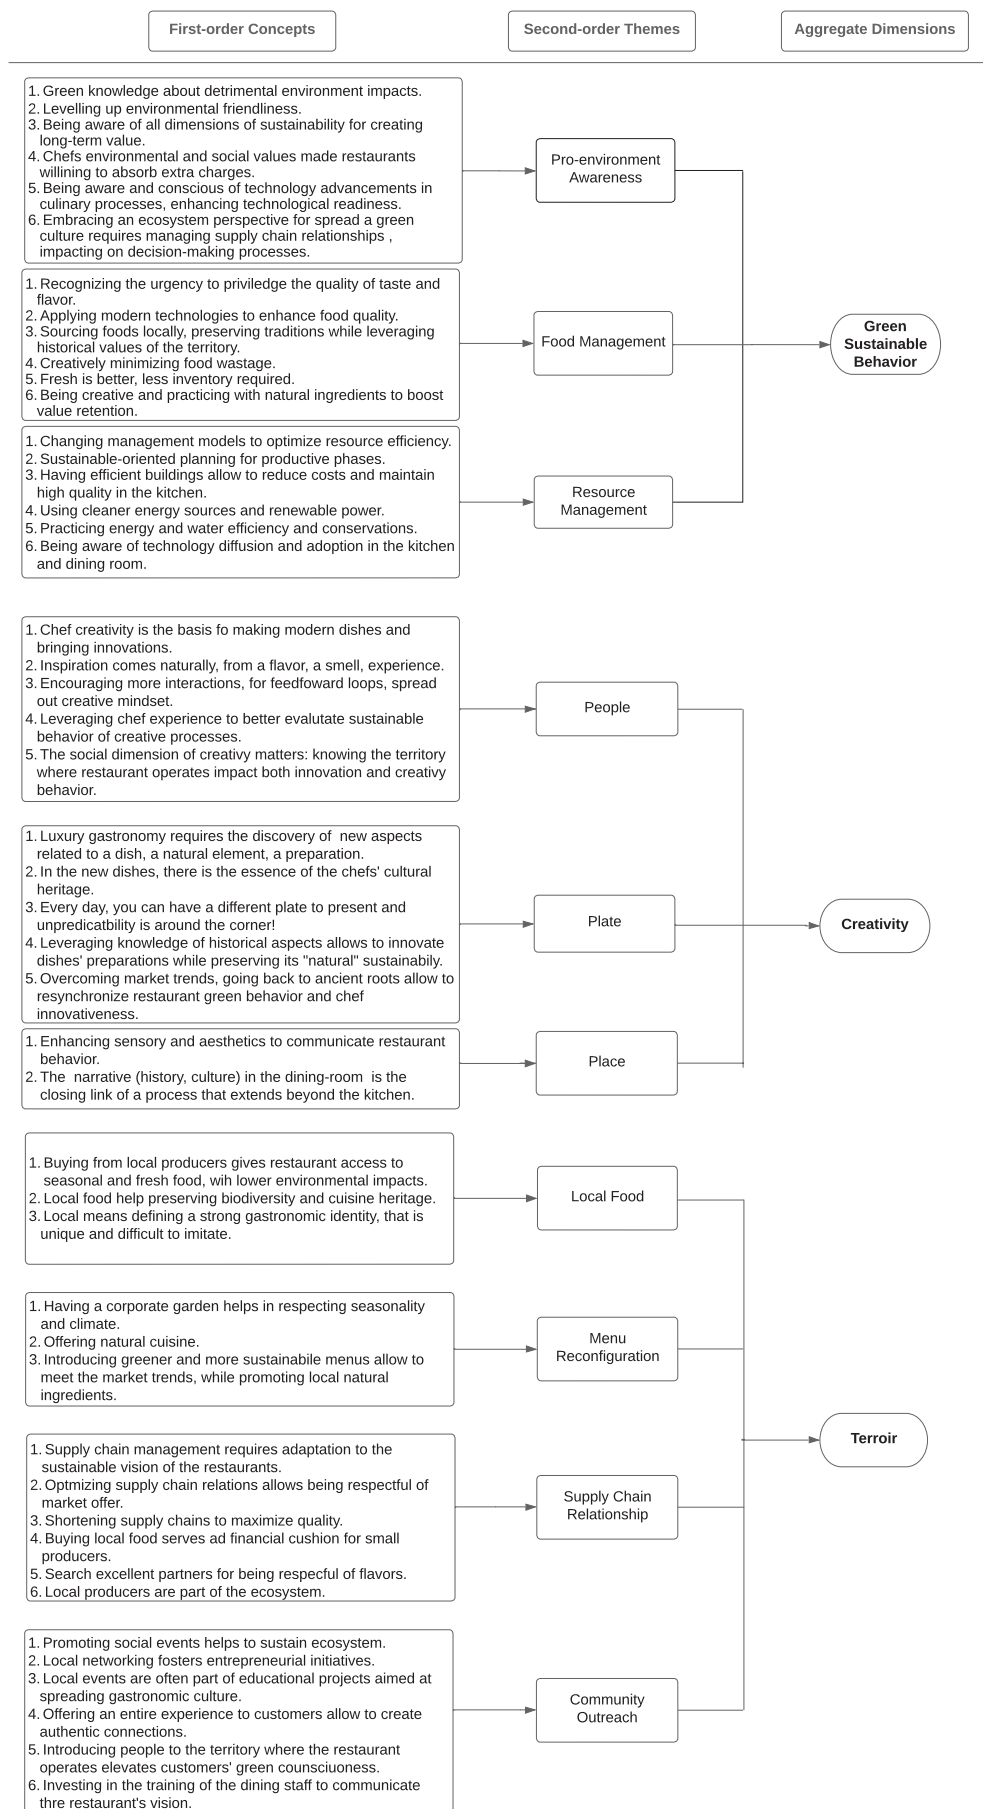 First-order Concepts
Second-order Themes
Aggregate Dimensions
1. Green knowledge about detrimental environment impacts.
2. Levelling up environmental friendliness.
3. Being aware of all dimensions of sustainability for creating
long-term value.
4. Chefs environmental and social values made restaurants
willining to absorb extra charges.
5. Being aware and conscious of technology advancements in
culinary processes, enhancing technological readiness.
6. Embracing an ecosystem perspective for spread a green
culture requires managing supply chain relationships ,
impacting on decision-making processes.
Pro-environment
Awareness
1. Recognizing the urgency to priviledge the quality of taste and
flavor.
2. Applying modern technologies to enhance food quality.
3. Sourcing foods locally, preserving traditions while leveraging
historical values of the territory.
4. Creatively minimizing food wastage.
5. Fresh is better, less inventory required.
6. Being creative and practicing with natural ingredients to boost
value retention.
Food Management
Green
Sustainable
Behavior
1. Changing management models to optimize resource efficiency.
2. Sustainable-oriented planning for productive phases.
3. Having efficient buildings allow to reduce costs and maintain
high quality in the kitchen.
4. Using cleaner energy sources and renewable power.
5. Practicing energy and water efficiency and conservations.
6. Being aware of technology diffusion and adoption in the kitchen
and dining room.
Resource
Management
1. Chef creativity is the basis fo making modern dishes and
bringing innovations.
2. Inspiration comes naturally, from a flavor, a smell, experience.
3. Encouraging more interactions, for feedfoward loops, spread
out creative mindset.
4. Leveraging chef experience to better evalutate sustainable
behavior of creative processes.
5. The social dimension of creativy matters: knowing the territory
where restaurant operates impact both innovation and creativy
behavior.
People
1. Luxury gastronomy requires the discovery of  new aspects
related to a dish, a natural element, a preparation.
2. In the new dishes, there is the essence of the chefs' cultural
heritage.
3. Every day, you can have a different plate to present and
unpredicatbility is around the corner!
4. Leveraging knowledge of historical aspects allows to innovate
dishes' preparations while preserving its "natural" sustainabily.
5. Overcoming market trends, going back to ancient roots allow to
resynchronize restaurant green behavior and chef
innovativeness.
Plate
Creativity
1. Enhancing sensory and aesthetics to communicate restaurant
behavior.
2. The  narrative (history, culture) in the dining-room  is the
closing link of a process that extends beyond the kitchen.
Place
1. Buying from local producers gives restaurant access to
seasonal and fresh food, wih lower environmental impacts.
2. Local food help preserving biodiversity and cuisine heritage.
3. Local means defining a strong gastronomic identity, that is
unique and difficult to imitate.
Local Food
1. Having a corporate garden helps in respecting seasonality
and climate.
2. Offering natural cuisine.
3. Introducing greener and more sustainabile menus allow to
meet the market trends, while promoting local natural
ingredients.
Menu
Reconfiguration
Terroir
1. Supply chain management requires adaptation to the
sustainable vision of the restaurants.
2. Optmizing supply chain relations allows being respectful of
market offer.
3. Shortening supply chains to maximize quality.
4. Buying local food serves ad financial cushion for small
producers.
5. Search excellent partners for being respecful of flavors.
6. Local producers are part of the ecosystem.
Supply Chain
Relationship
1. Promoting social events helps to sustain ecosystem.
2. Local networking fosters entrepreneurial initiatives.
3. Local events are often part of educational projects aimed at
spreading gastronomic culture.
4. Offering an entire experience to customers allow to create
authentic connections.
5. Introducing people to the territory where the restaurant
operates elevates customers' green counsciuoness.
6. Investing in the training of the dining staff to communicate
thre restaurant's vision.
Community
Outreach